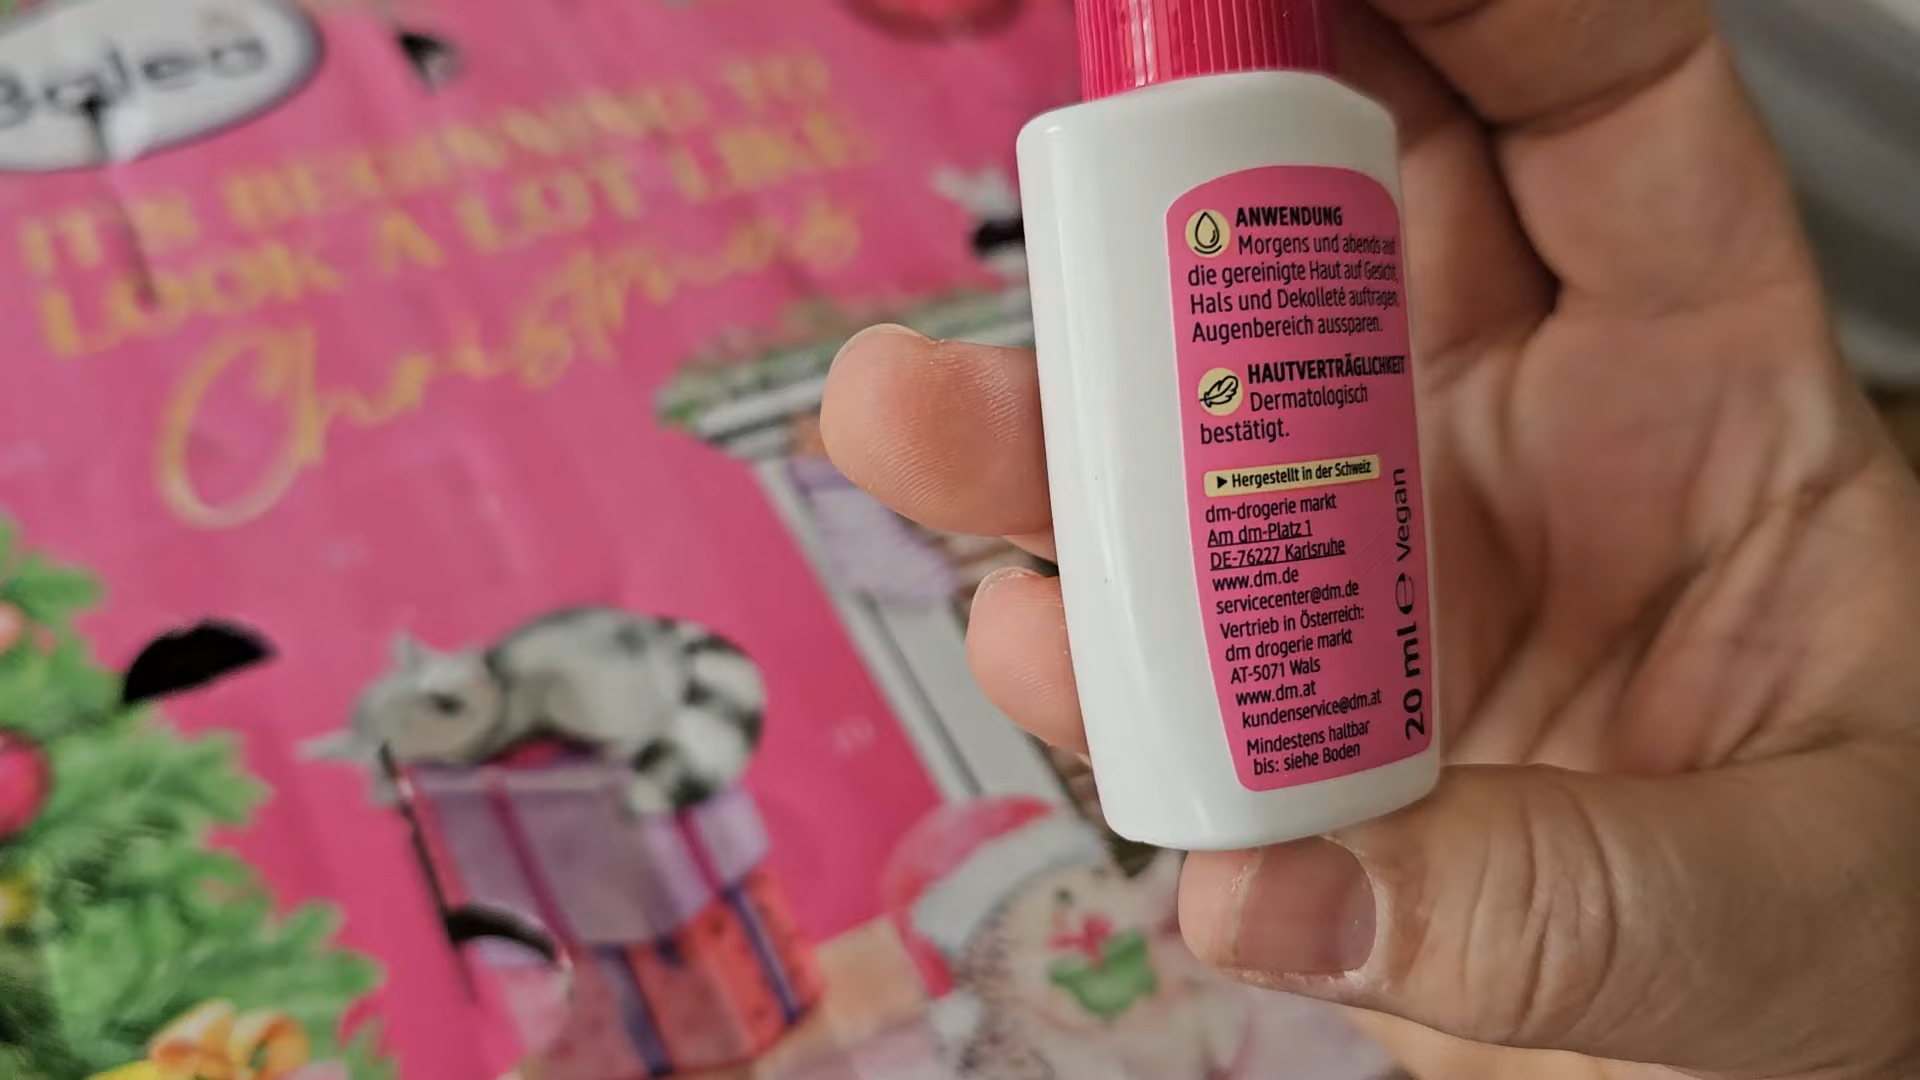 Balea
IT'S BEGINNING TO
LOOK A LOT LIKE
Christmas
ANWENDUNG
Morgens und abends auf
die gereinigte Haut auf Gesicht,
Hals und Dekolleté auftragen.
Augenbereich aussparen.
HAUTVERTRÄGLICHKEIT
Dermatologisch
bestätigt.
▶ Hergestellt in der Schweiz
dm-drogerie markt
Am dm-Platz 1
DE-76227 Karlsruhe
www.dm.de
servicecenter@dm.de
Vertrieb in Österreich:
dm drogerie markt
AT-5071 Wals
www.dm.at
kundenservice@dm.at
Mindestens haltbar
bis: siehe Boden
20 ml ℮ Vegan